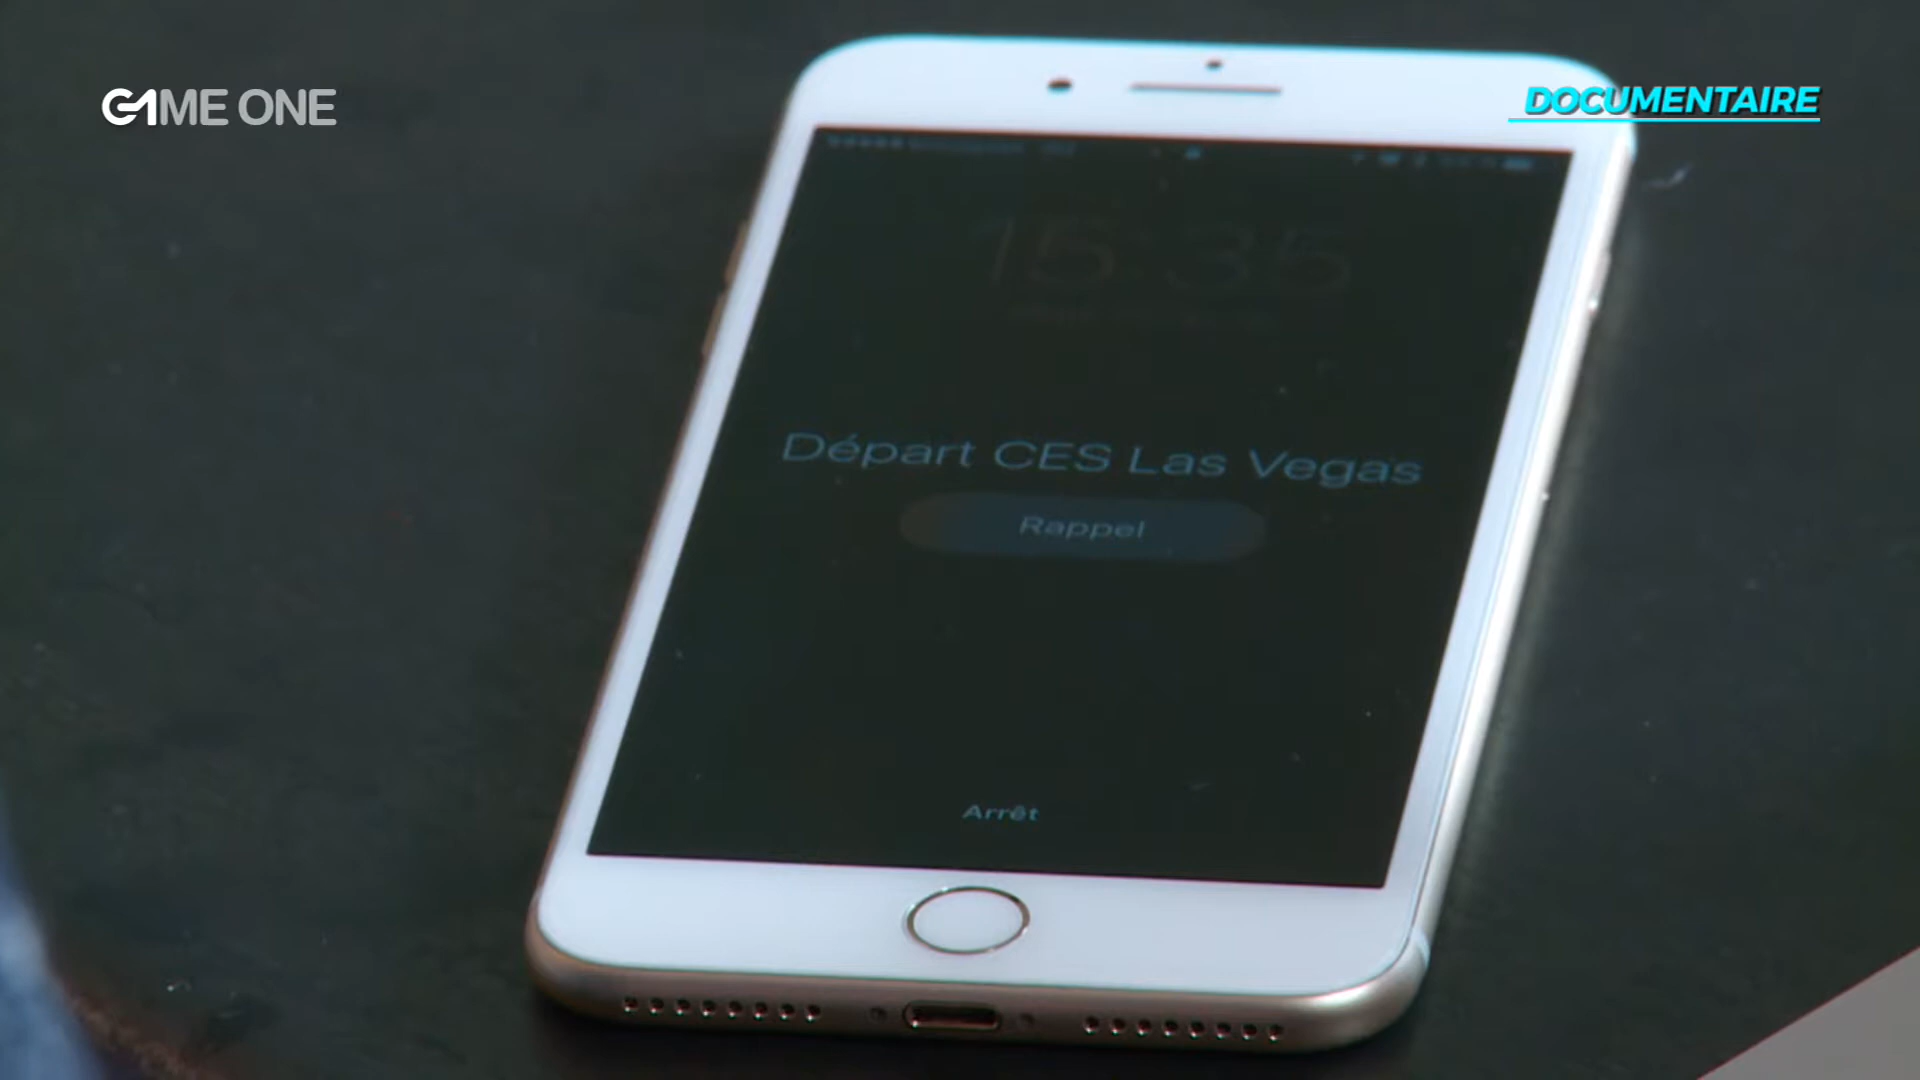 GAME ONE
DOCUMENTAIRE
15:35
Départ CES Las Vegas
Rappel
Arrêt